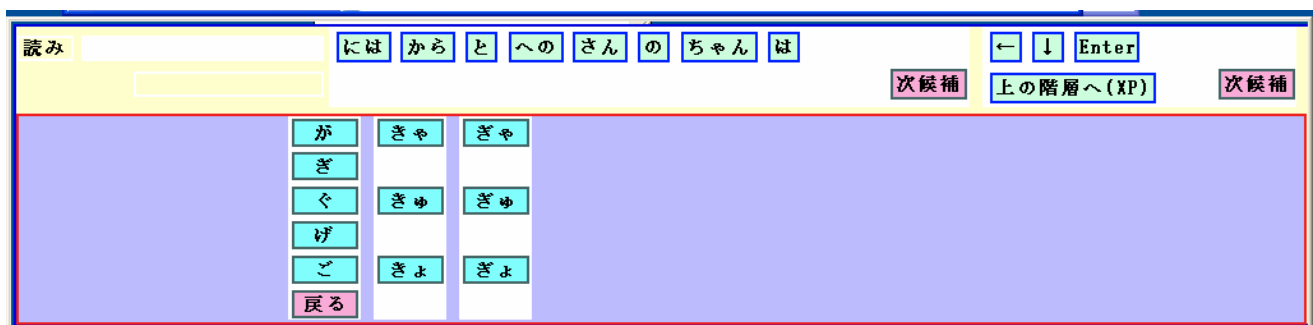 読み には から と への さん の ちゃん は ← ↓ Enter
次候補 上の階層へ(XP) 次候補
が きゃ ぎゃ
ぎ
ぐ きゅ ぎゅ
げ
ご きょ ぎょ
戻る